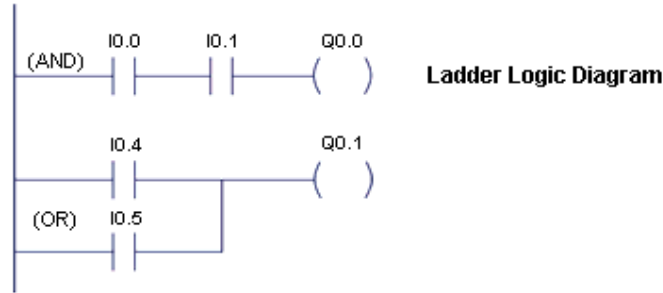 I0.0 I0.1 Q0.0
(AND)
Ladder Logic Diagram
I0.4 Q0.1
(OR) I0.5